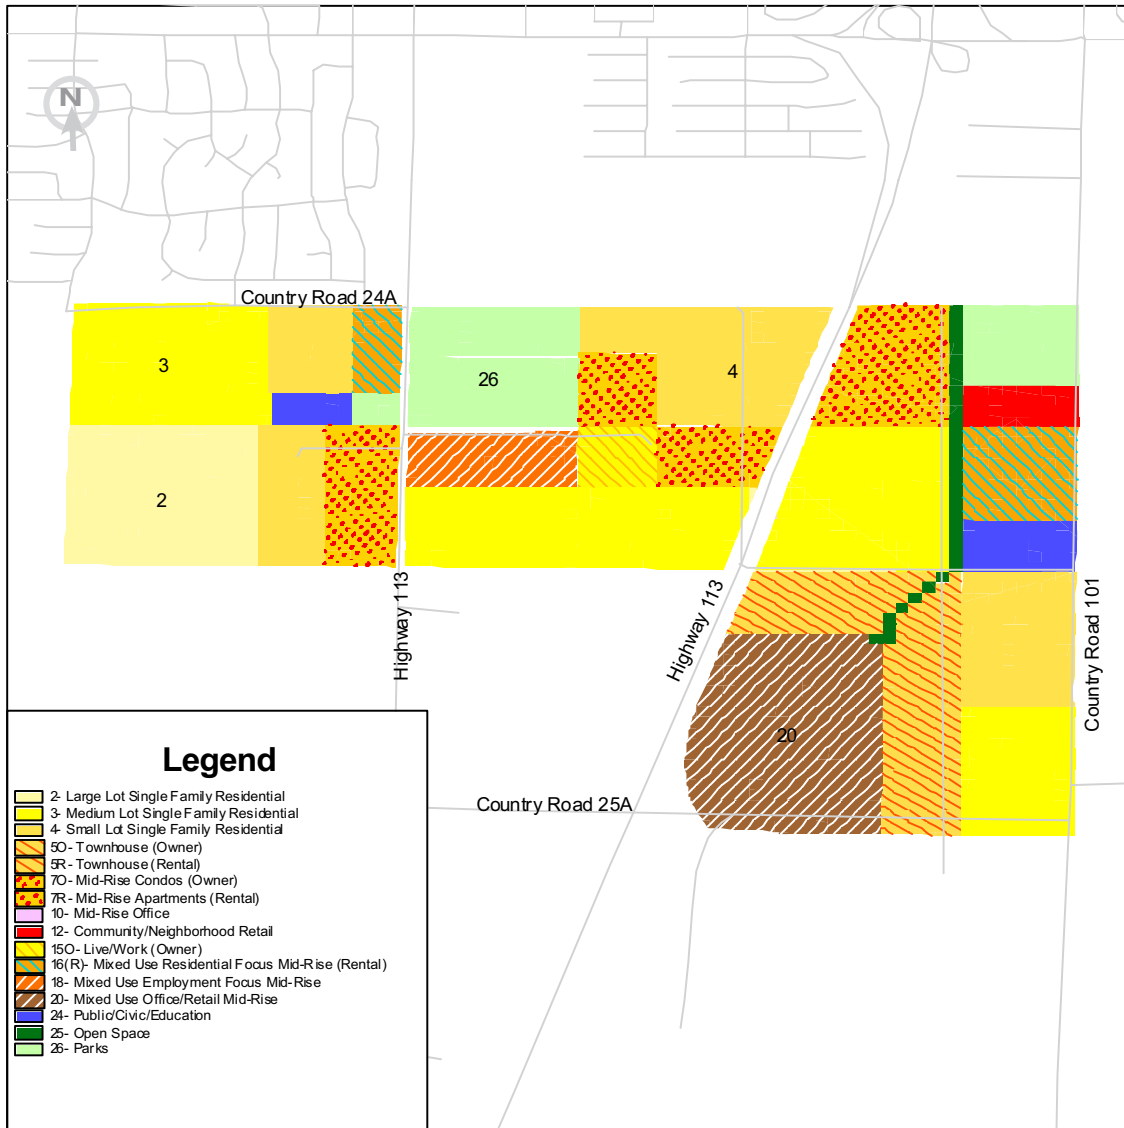 N
Country Road 24A
3
26
4
2
Highway 113
Highway 113
Country Road 101
20
Country Road 25A
Legend
2- Large Lot Single Family Residential
3- Medium Lot Single Family Residential
4- Small Lot Single Family Residential
5O- Townhouse (Owner)
5R- Townhouse (Rental)
7O- Mid-Rise Condos (Owner)
7R- Mid-Rise Apartments (Rental)
10- Mid-Rise Office
12- Community/Neighborhood Retail
15O- Live/Work (Owner)
16(R)- Mixed Use Residential Focus Mid-Rise (Rental)
18- Mixed Use Employment Focus Mid-Rise
20- Mixed Use Office/Retail Mid-Rise
24- Public/Civic/Education
25- Open Space
26- Parks